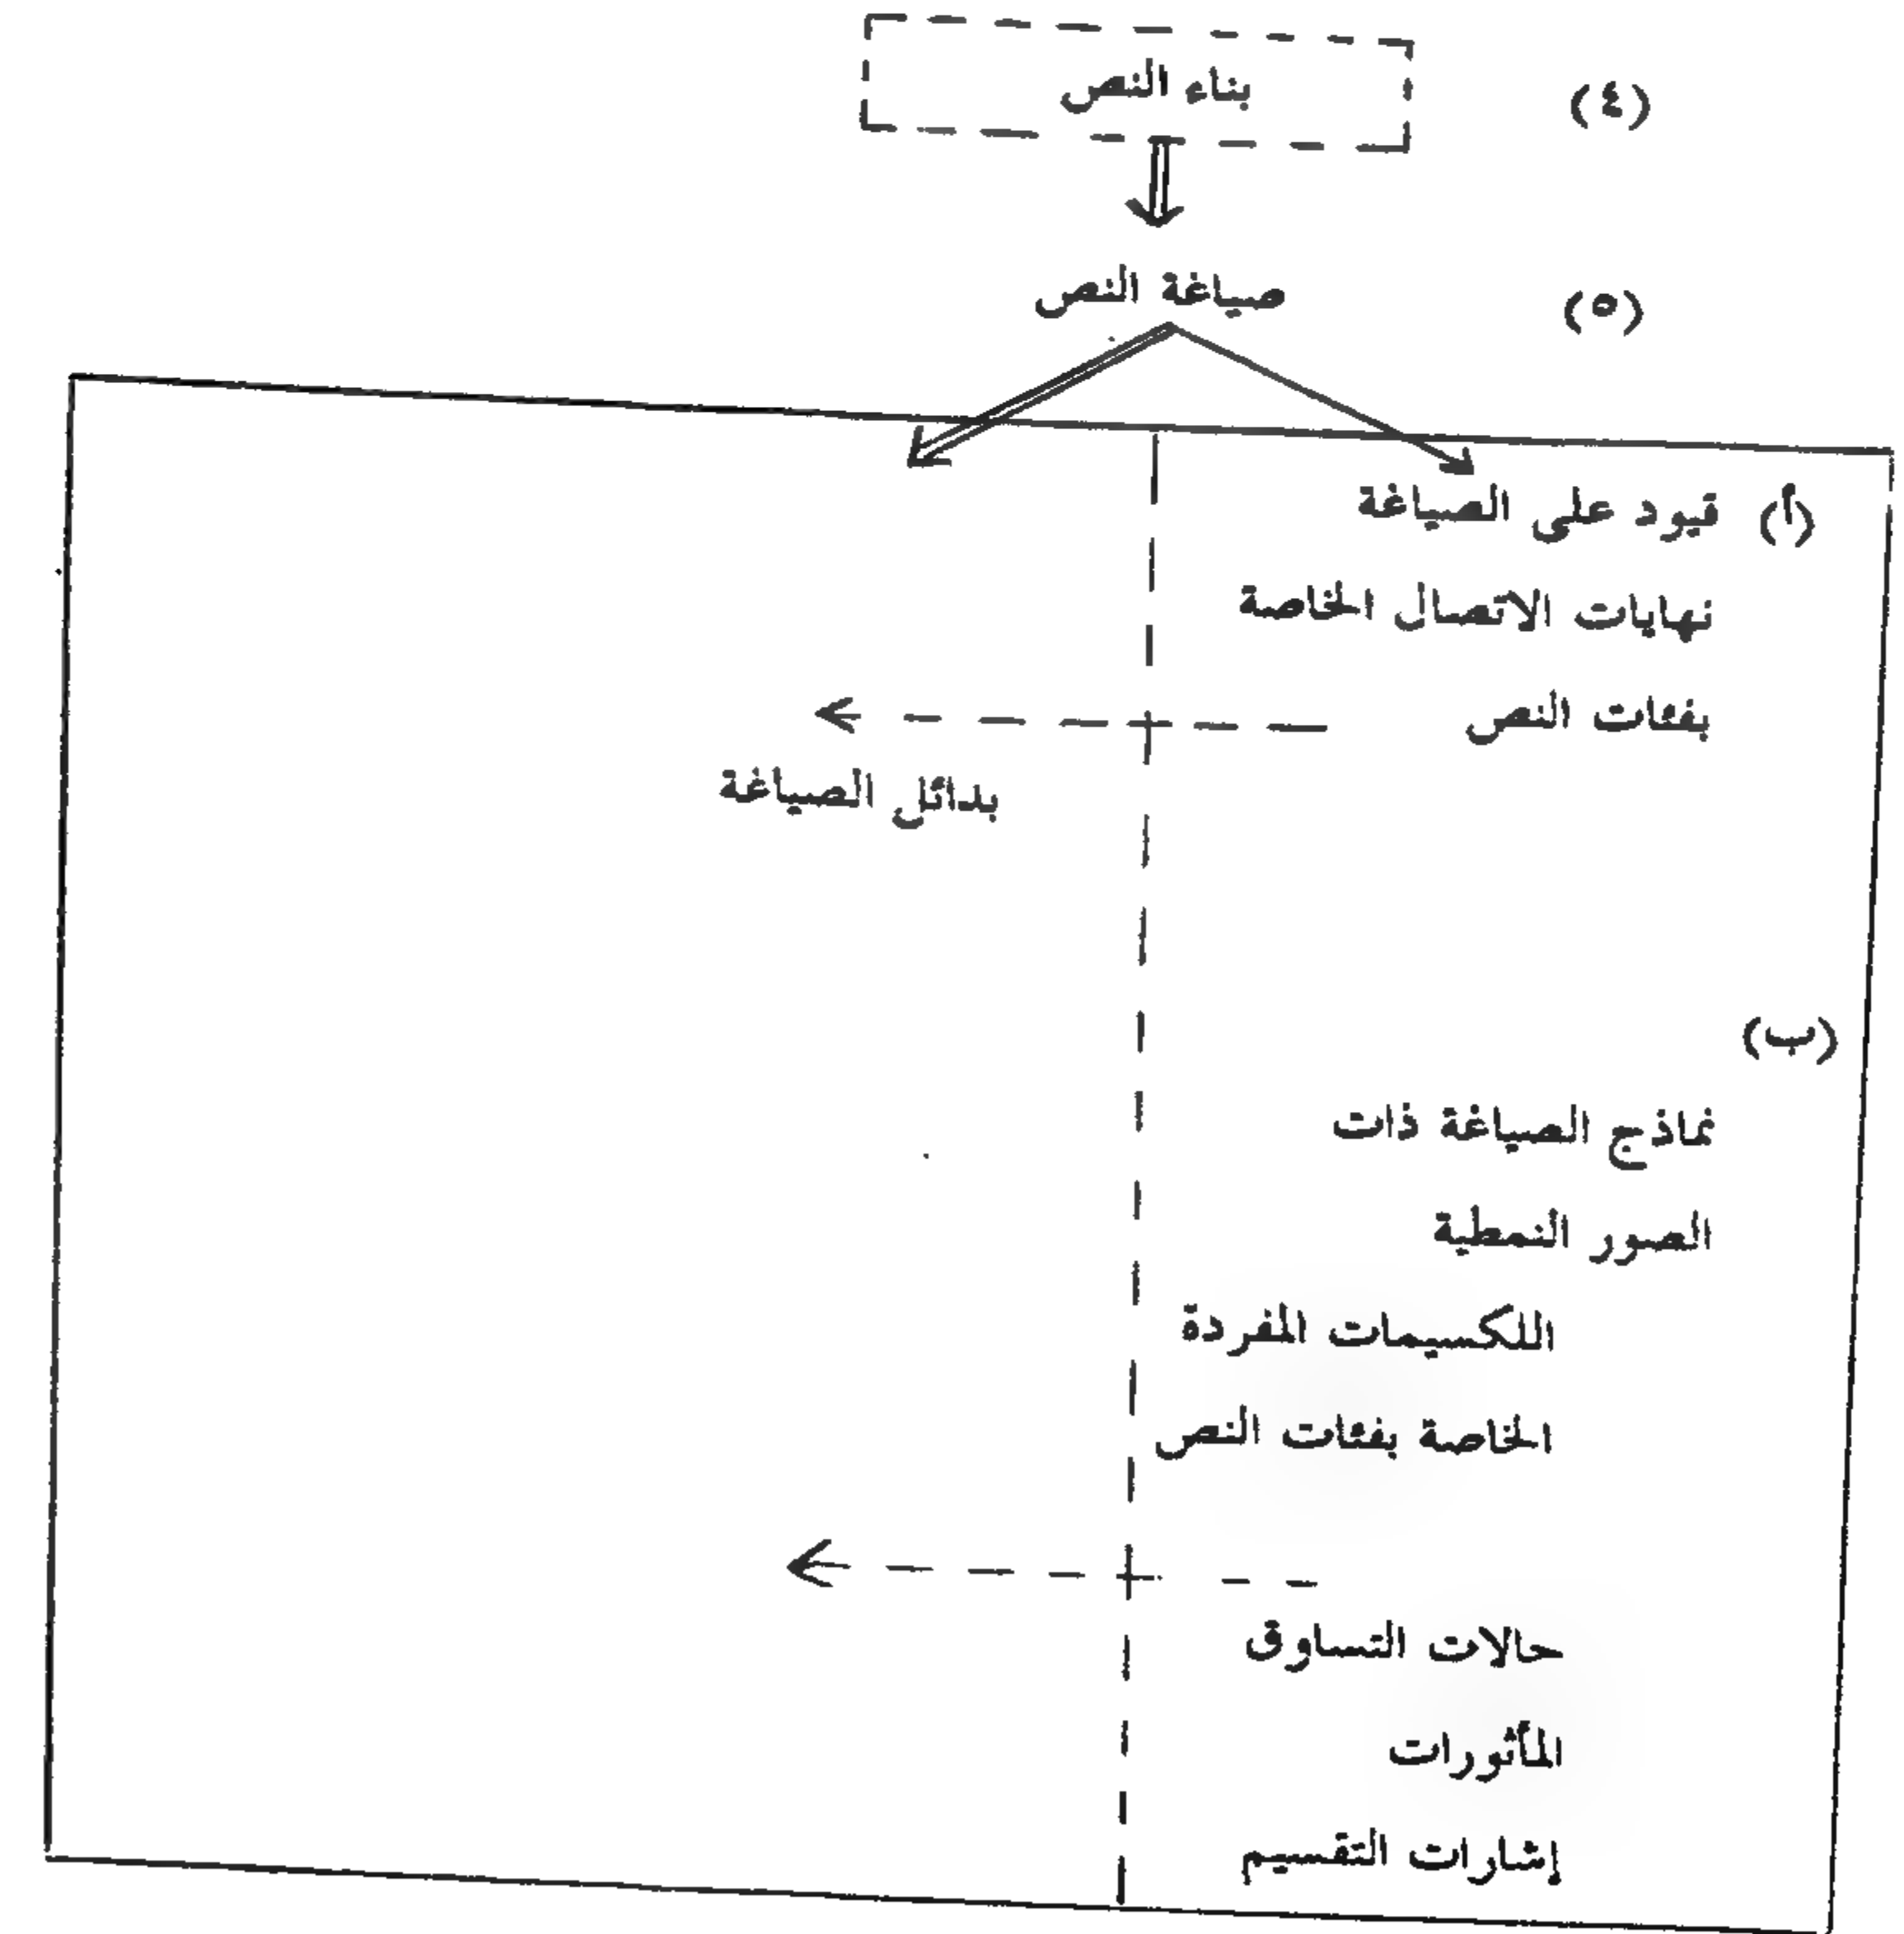 (٤) بناء النص
(٥) صياغة النص
(أ) قيود على الصياغة
نهايات الاتصال الخاصة
بفئات النص
بدائل الصياغة
(ب)
نماذج الصياغة ذات
الصور النمطية
اللكسيمات المفردة
الخاصة بفئات النص
حالات التساوق
المأثورات
إشارات التقسيم